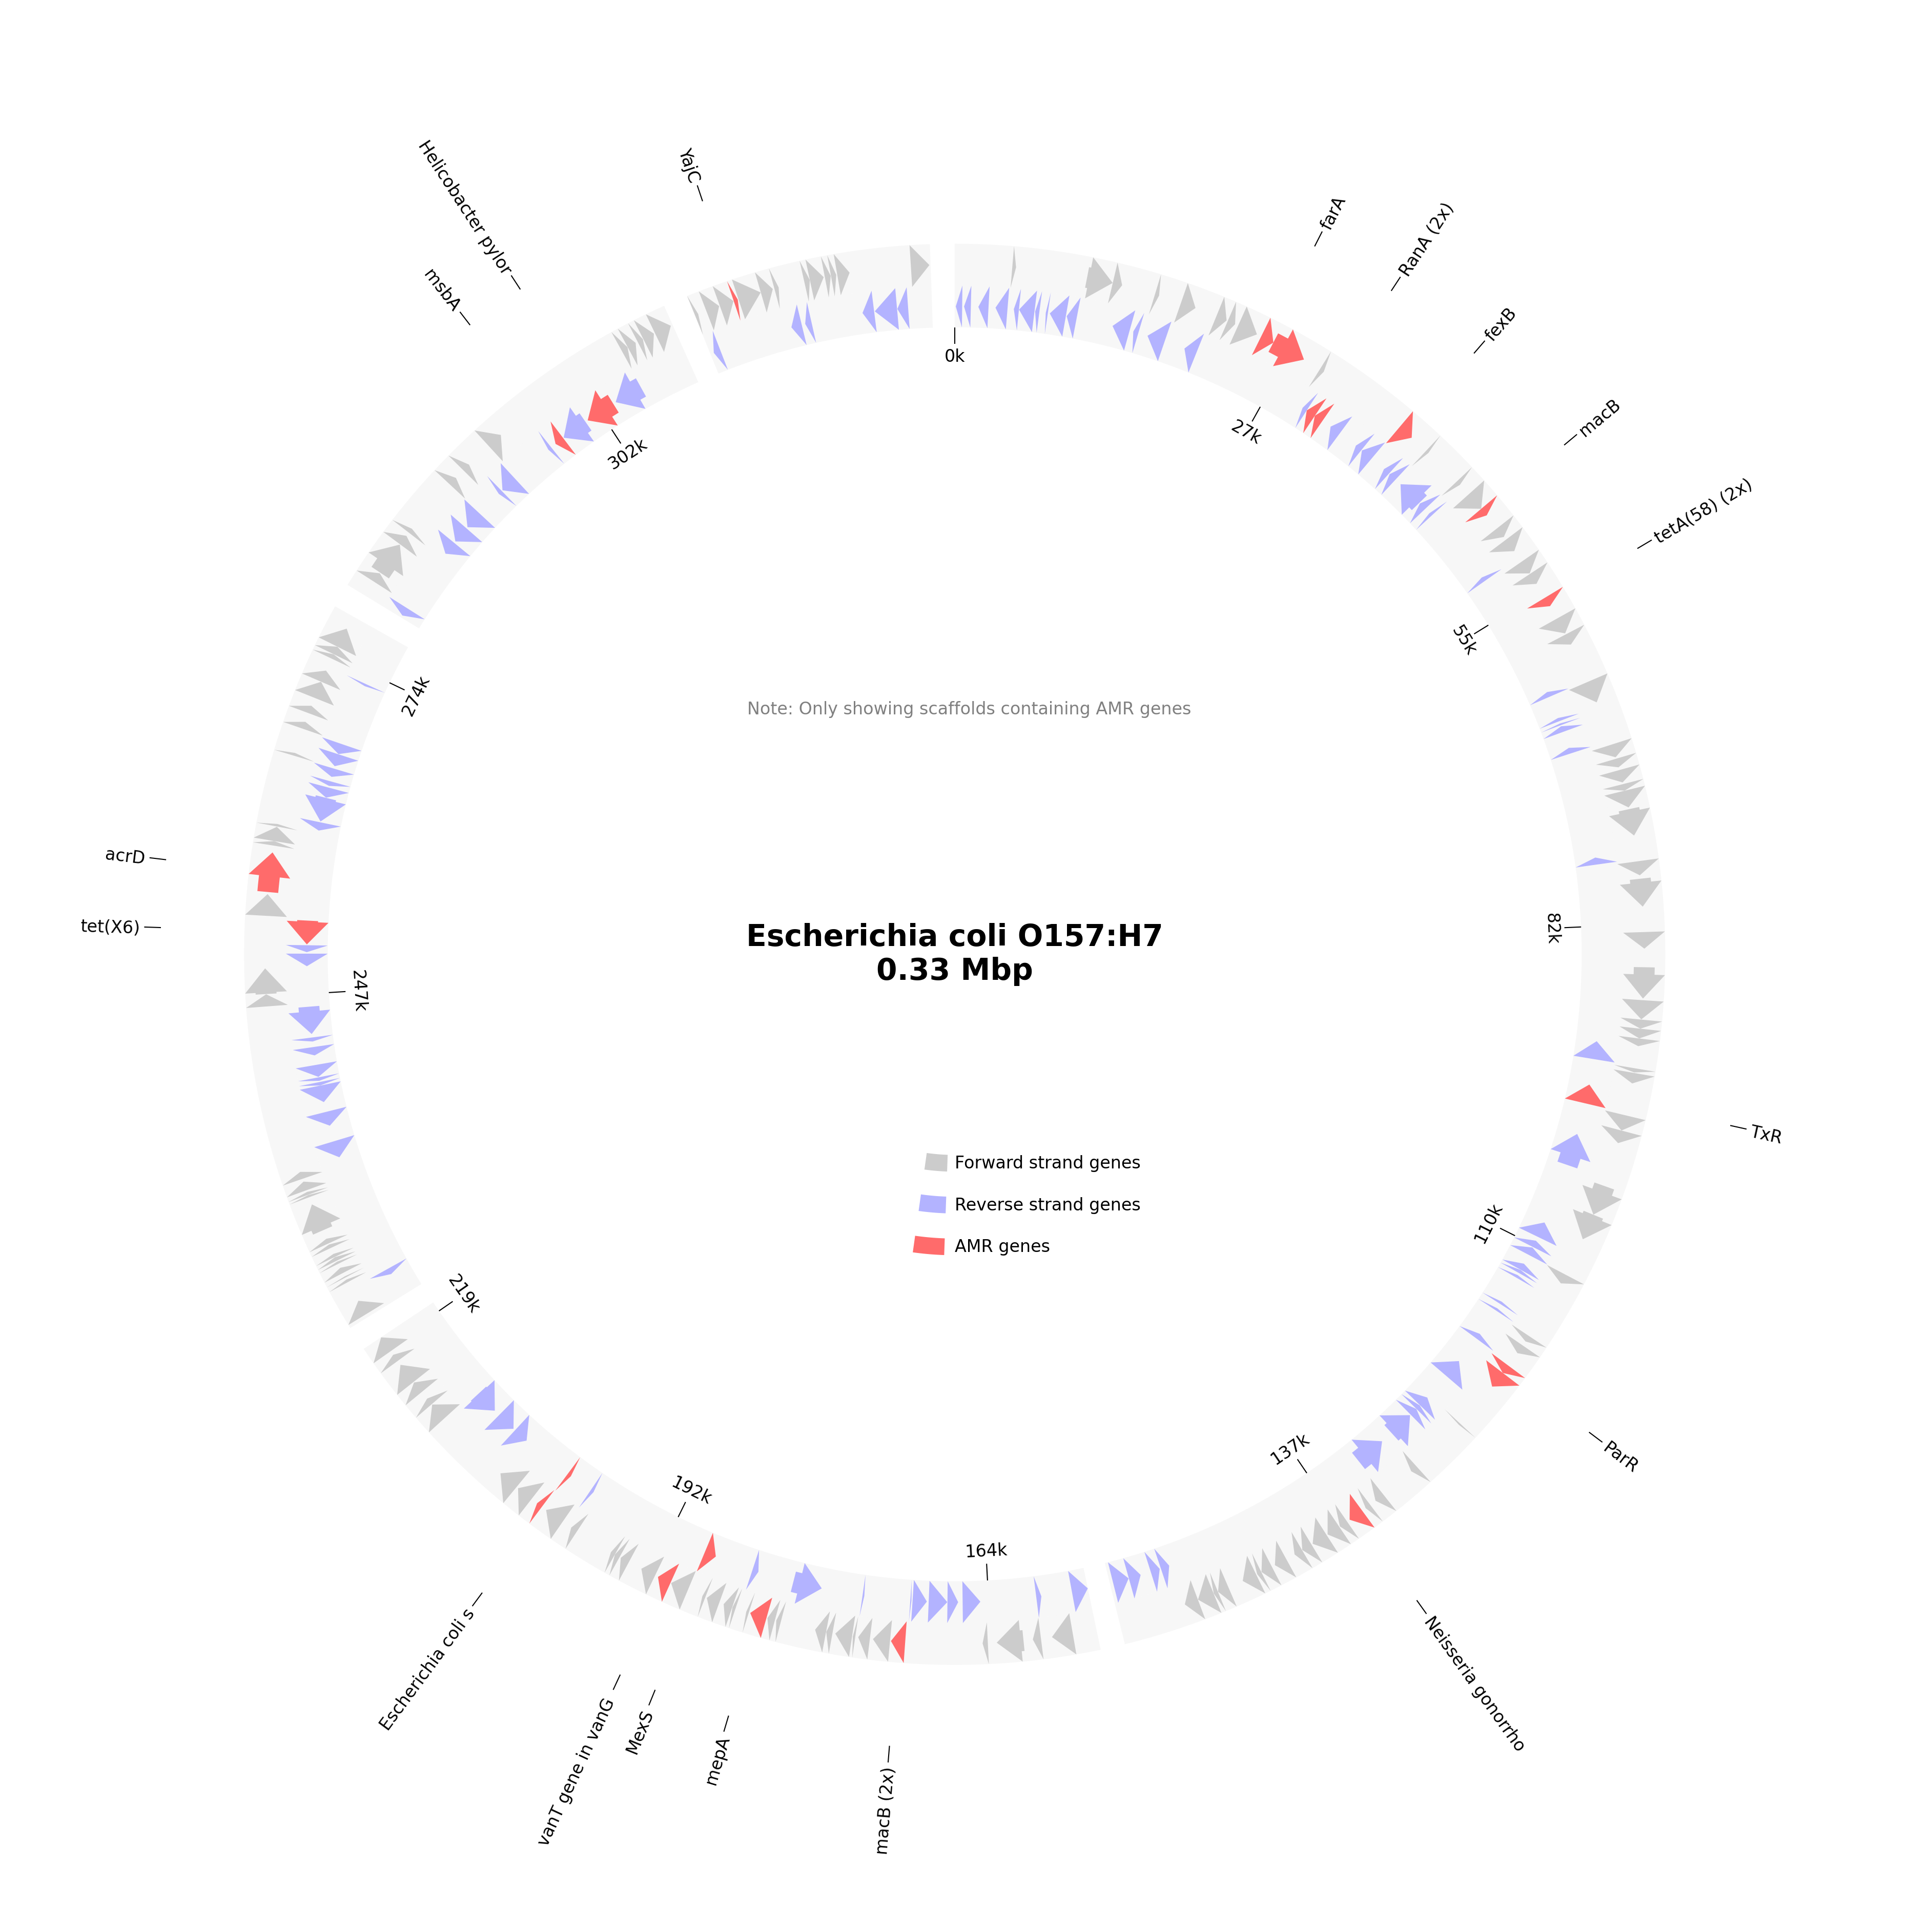 YajC
Helicobacter pylor
msbA
farA
RanA (2x)
fexB
macB
tetA(58) (2x)
0k
27k
302k
55k
274k
Note: Only showing scaffolds containing AMR genes
acrD
tet(X6)
82k
Escherichia coli O157:H7
0.33 Mbp
247k
TxR
Forward strand genes
Reverse strand genes
AMR genes
110k
219k
137k
192k
164k
ParR
Escherichia coli s
Neisseria gonorrho
vanT gene in vanG
MexS
mepA
macB (2x)